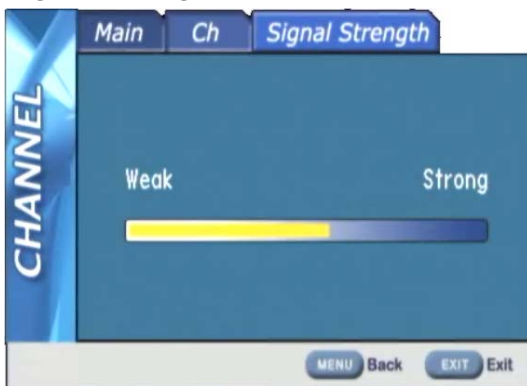 Main Ch Signal Strength
CHANNEL
Weak Strong
MENU Back EXIT Exit